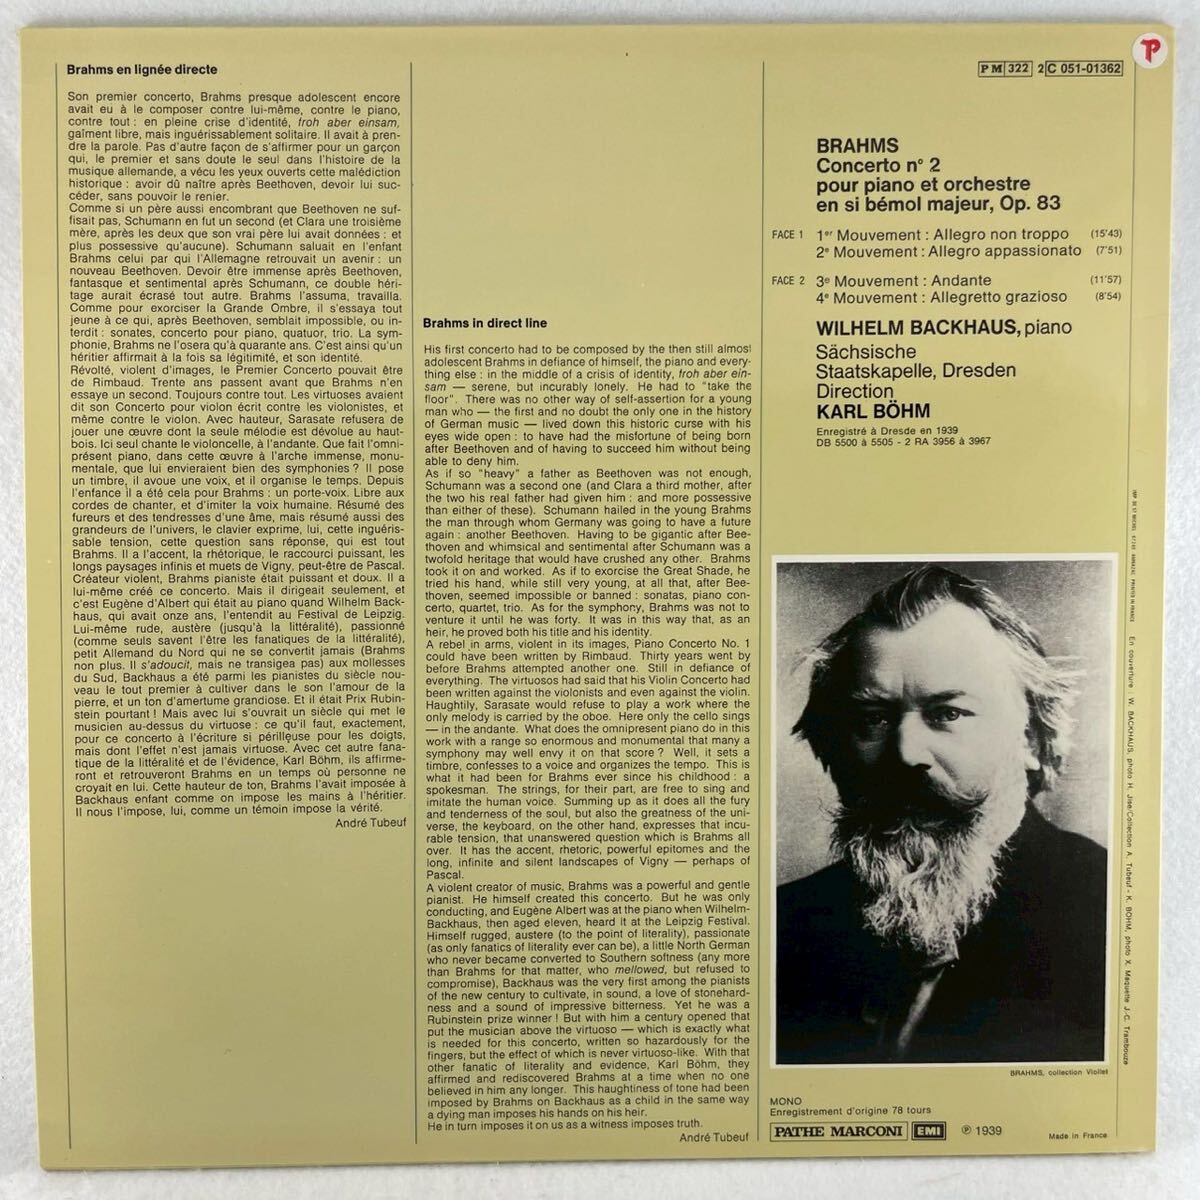 Brahms en lignée directe
Son premier concerto, Brahms presque adolescent encore
avait eu à le composer contre lui-même, contre le piano,
contre tout : en pleine crise d'identité, froh aber einsam,
gaîment libre, mais inguérissablement solitaire. Il avait à pren-
dre la parole. Pas d'autre façon de s'affirmer pour un garçon
qui, le premier et sans doute le seul dans l'histoire de la
musique allemande, a vécu les yeux ouverts cette malédiction
historique : avoir dû naître après Beethoven, devoir lui suc-
céder, sans pouvoir le renier.
Comme si un père aussi encombrant que Beethoven ne suf-
fisait pas, Schumann en fut un second (et Clara une troisième
mère, après les deux que son vrai père lui avait données : et
plus possessive qu'aucune). Schumann saluait en l'enfant
Brahms celui par qui l'Allemagne retrouvait un avenir : un
nouveau Beethoven. Devoir être immense après Beethoven,
fantasque et sentimental après Schumann, ce double héri-
tage aurait écrasé tout autre. Brahms l'assuma, travailla.
Comme pour exorciser la Grande Ombre, il s'essaya tout
jeune à ce qui, après Beethoven, semblait impossible, ou in-
terdit : sonates, concerto pour piano, quatuor, trio. La sym-
phonie, Brahms ne l'osera qu'à quarante ans. C'est ainsi qu'un
héritier affirmait à la fois sa légitimité, et son identité.
Révolté, violent d'images, le Premier Concerto pouvait être
de Rimbaud. Trente ans passent avant que Brahms n'en
essaye un second. Toujours contre tout. Les virtuoses avaient
dit son Concerto pour violon écrit contre les violonistes, et
même contre le violon. Avec hauteur, Sarasate refusera de
jouer une œuvre dont la seule mélodie est dévolue au haut-
bois. Ici seul chante le violoncelle, à l'andante. Que fait l'omni-
présent piano, dans cette œuvre à l'arche immense, monu-
mentale, que lui envieraient bien des symphonies ? Il pose
un timbre, il avoue une voix, et il organise le temps. Depuis
l'enfance il a été cela pour Brahms : un porte-voix. Libre aux
cordes de chanter, et d'imiter la voix humaine. Résumé des
fureurs et des tendresses d'une âme, mais résumé aussi des
grandeurs de l'univers, le clavier exprime, lui, cette inguéris-
sable tension, cette question sans réponse, qui est tout
Brahms. Il a l'accent, la rhétorique, le raccourci puissant, les
longs paysages infinis et muets de Vigny, peut-être de Pascal.
Créateur violent, Brahms pianiste était puissant et doux. Il a
lui-même créé ce concerto. Mais il dirigeait seulement, et
c'est Eugène d'Albert qui était au piano quand Wilhelm Back-
haus, qui avait onze ans, l'entendit au Festival de Leipzig.
Lui-même rude, austère (jusqu'à la littéralité), passionné
(comme seuls savent l'être les fanatiques de la littéralité),
petit Allemand du Nord qui ne se convertit jamais (Brahms
non plus. Il s'adoucit, mais ne transigea pas) aux mollesses
du Sud, Backhaus a été parmi les pianistes du siècle nou-
veau le tout premier à cultiver dans le son l'amour de la
pierre, et un ton d'amertume grandiose. Et il était Prix Rubin-
stein pourtant ! Mais avec lui s'ouvrait un siècle qui met le
musicien au-dessus du virtuose : ce qu'il faut, exactement,
pour ce concerto à l'écriture si périlleuse pour les doigts,
mais dont l'effet n'est jamais virtuose. Avec cet autre fana-
tique de la littéralité et de l'évidence, Karl Böhm, ils affirme-
ront et retrouveront Brahms en un temps où personne ne
croyait en lui. Cette hauteur de ton, Brahms l'avait imposée à
Backhaus enfant comme on impose les mains à l'héritier.
Il nous l'impose, lui, comme un témoin impose la vérité.
André Tubeuf
Brahms in direct line
His first concerto had to be composed by the then still almost
adolescent Brahms in defiance of himself, the piano and every-
thing else : in the middle of a crisis of identity, froh aber ein-
sam — serene, but incurably lonely. He had to "take the
floor". There was no other way of self-assertion for a young
man who — the first and no doubt the only one in the history
of German music — lived down this historic curse with his
eyes wide open : to have had the misfortune of being born
after Beethoven and of having to succeed him without being
able to deny him.
As if so "heavy" a father as Beethoven was not enough,
Schumann was a second one (and Clara a third mother, after
the two his real father had given him : and more possessive
than either of these). Schumann hailed in the young Brahms
the man through whom Germany was going to have a future
again : another Beethoven. Having to be gigantic after Bee-
thoven and whimsical and sentimental after Schumann was a
twofold heritage that would have crushed any other. Brahms
took it on and worked. As if to exorcise the Great Shade, he
tried his hand, while still very young, at all that, after Bee-
thoven, seemed impossible or banned : sonatas, piano con-
certo, quartet, trio. As for the symphony, Brahms was not to
venture it until he was forty. It was in this way that, as an
heir, he proved both his title and his identity.
A rebel in arms, violent in its images, Piano Concerto No. 1
could have been written by Rimbaud. Thirty years went by
before Brahms attempted another one. Still in defiance of
everything. The virtuosos had said that his Violin Concerto had
been written against the violonists and even against the violin.
Haughtily, Sarasate would refuse to play a work where the
only melody is carried by the oboe. Here only the cello sings
— in the andante. What does the omnipresent piano do in this
work with a range so enormous and monumental that many a
symphony may well envy it on that score ? Well, it sets a
timbre, confesses to a voice and organizes the tempo. This is
what it had been for Brahms ever since his childhood : a
spokesman. The strings, for their part, are free to sing and
imitate the human voice. Summing up as it does all the fury
and tenderness of the soul, but also the greatness of the uni-
verse, the keyboard, on the other hand, expresses that incu-
rable tension, that unanswered question which is Brahms all
over. It has the accent, rhetoric, powerful epitomes and the
long, infinite and silent landscapes of Vigny — perhaps of
Pascal.
A violent creator of music, Brahms was a powerful and gentle
pianist. He himself created this concerto. But he was only
conducting, and Eugène Albert was at the piano when Wilhelm-
Backhaus, then aged eleven, heard it at the Leipzig Festival.
Himself rugged, austere (to the point of literality), passionate
(as only fanatics of literality ever can be), a little North German
who never became converted to Southern softness (any more
than Brahms for that matter, who mellowed, but refused to
compromise), Backhaus was the very first among the pianists
of the new century to cultivate, in sound, a love of stonehard-
ness and a sound of impressive bitterness. Yet he was a
Rubinstein prize winner ! But with him a century opened that
put the musician above the virtuoso — which is exactly what
is needed for this concerto, written so hazardously for the
fingers, but the effect of which is never virtuoso-like. With that
other fanatic of literality and evidence, Karl Böhm, they
affirmed and rediscovered Brahms at a time when no one
believed in him any longer. This haughtiness of tone had been
imposed by Brahms on Backhaus as a child in the same way
a dying man imposes his hands on his heir.
He in turn imposes it on us as a witness imposes truth.
André Tubeuf
P
PM 322 2 C 051-01362
BRAHMS
Concerto n° 2
pour piano et orchestre
en si bémol majeur, Op. 83
FACE 1 1er Mouvement : Allegro non troppo (15'43)
2e Mouvement : Allegro appassionato (7'51)
FACE 2 3e Mouvement : Andante (11'57)
4e Mouvement : Allegretto grazioso (8'54)
WILHELM BACKHAUS, piano
Sächsische
Staatskapelle, Dresden
Direction
KARL BÖHM
Enregistré à Dresde en 1939
DB 5500 à 5505 - 2 RA 3956 à 3967
PRINTED IN FRANCE
En couverture : W. BACKHAUS, photo H. Jlse/Collection A. Tubeuf - K. BOHM, photo X. Maquette J.-C. Trambouze
BRAHMS, collection Viollet
MONO
Enregistrement d'origine 78 tours
PATHE MARCONI EMI ℗ 1939
Made in France